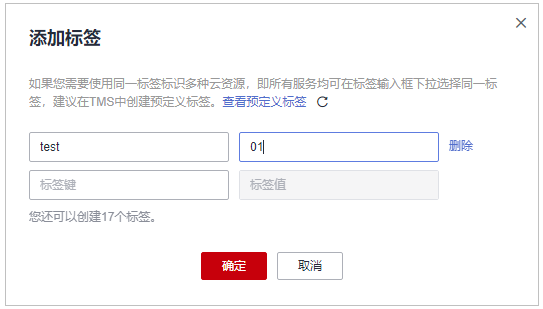 添加标签
如果您需要使用同一标签标识多种云资源，即所有服务均可在标签输入框下拉选择同一标
签，建议在TMS中创建预定义标签。查看预定义标签
test 01 删除
标签键 标签值
您还可以创建17个标签。
确定 取消